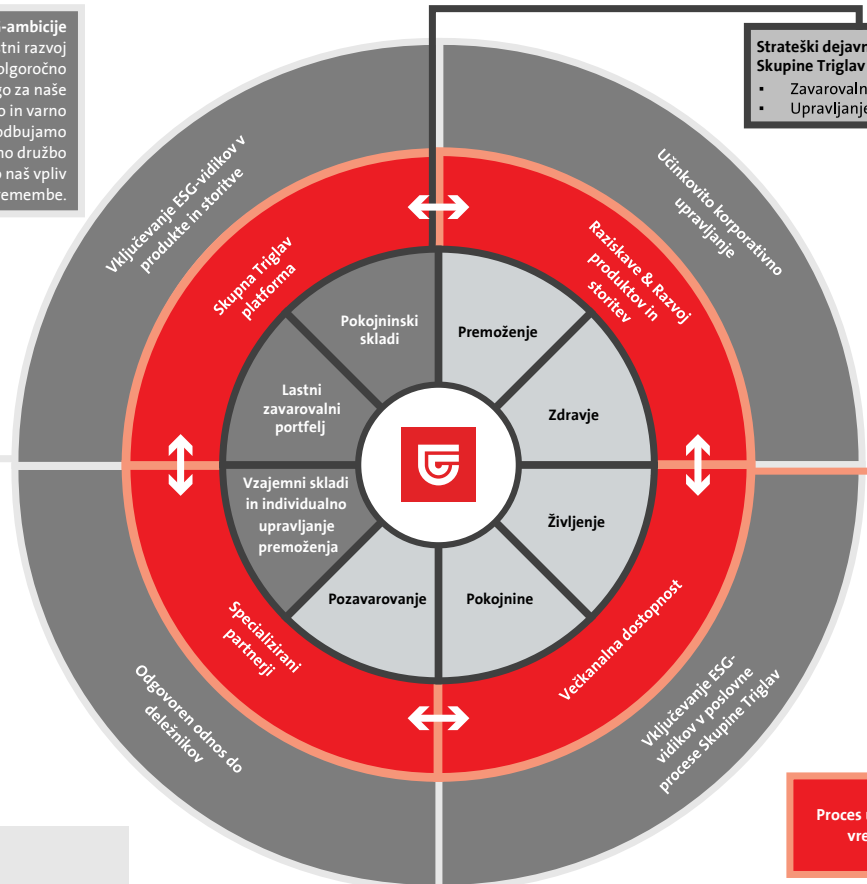 -ambicije
stni razvoj
olgoročno
go za naše
o in varno
odbujamo
no družbo
o naš vpliv
remembe.
Strateški dejavn
Skupine Triglav
▪ Zavarovaln
▪ Upravljanje
Vključevanje ESG-vidikov v
produkte in storitve
Učinkovito korporativno
upravljanje
Skupna Triglav
platforma
Raziskave & Razvoj
produktov in
storitev
Pokojninski
skladi
Premoženje
Lastni
zavarovalni
portfelj
Zdravje
Vzajemni skladi
in individualno
upravljanje
premoženja
Življenje
Pozavarovanje
Pokojnine
Specializirani
partnerji
Večkanalna dostopnost
Odgovoren odnos do
deležnikov
Vključevanje ESG-
vidikov v poslovne
procese Skupine Triglav
Proces
vre